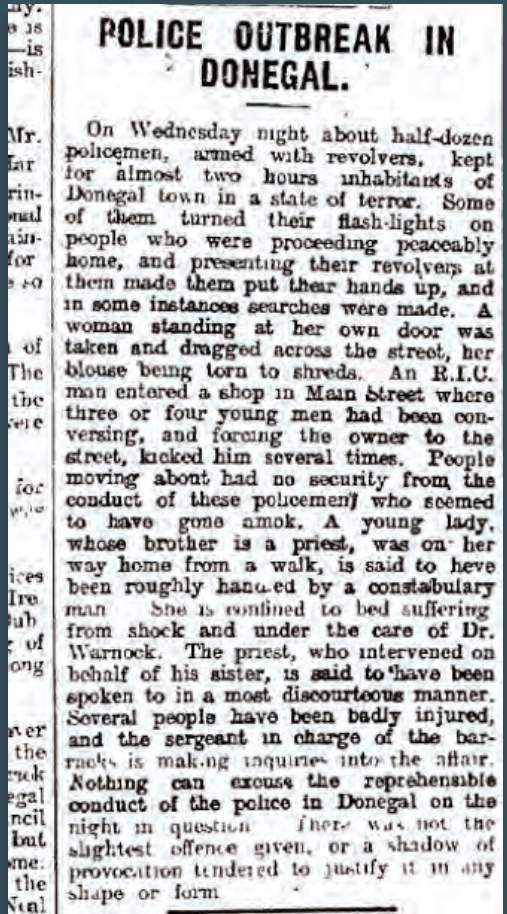 POLICE OUTBREAK IN
DONEGAL.
On Wednesday night about half-dozen
policemen, armed with revolvers, kept
for almost two hours inhabitants of
Donegal town in a state of terror. Some
of them turned their flash-lights on
people who were proceeding peaceably
home, and presenting their revolvers at
them made them put their hands up, and
in some instances searches were made. A
woman standing at her own door was
taken and dragged across the street, her
blouse being torn to shreds. An R.I.C.
man entered a shop in Main Street where
three or four young men had been con-
versing, and forcing the owner to the
street, kicked him several times. People
moving about had no security from the
conduct of these policemen, who seemed
to have gone amok. A young lady,
whose brother is a priest, was on her
way home from a walk, is said to heve
been roughly handled by a constabulary
man She is confined to bed suffering
from shock and under the care of Dr.
Warnock. The priest, who intervened on
behalf of his sister, is said to have been
spoken to in a most discourteous manner.
Several people have been badly injured,
and the sergeant in charge of the bar-
racks is making inquiries into the affair.
Nothing can excuse the reprehensible
conduct of the police in Donegal on the
night in question There was not the
slightest offence given, or a shadow of
provocation tendered to justify it in any
shape or form